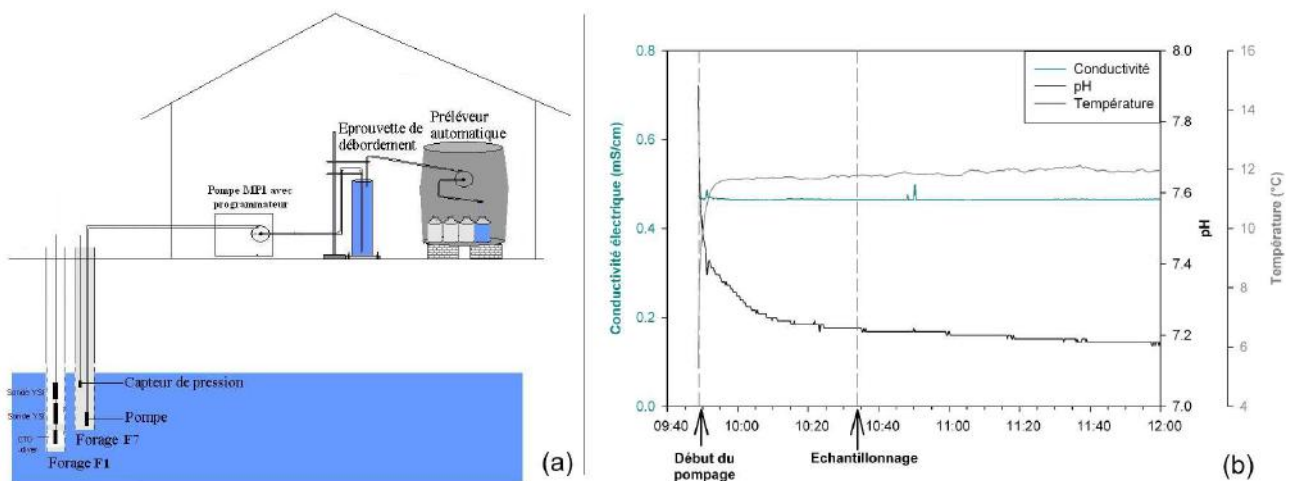 Préléveur
automatique
Eprouvette de
débordement
Pompe MP1 avec
programmateur
Capteur de pression
Pompe
Sonde YSI
Sonde YSI
CTD
Forage F7
Forage F1
(a)
Conductivité
pH
Température
Conductivité électrique (mS/cm)
0.8
0.6
0.4
0.2
0.0
8.0
7.8
7.6
7.4
7.2
7.0
pH
16
14
12
10
8
6
4
Température (°C)
09:40 10:00 10:20 10:40 11:00 11:20 11:40 12:00
Début du
pompage
Echantillonnage
(b)